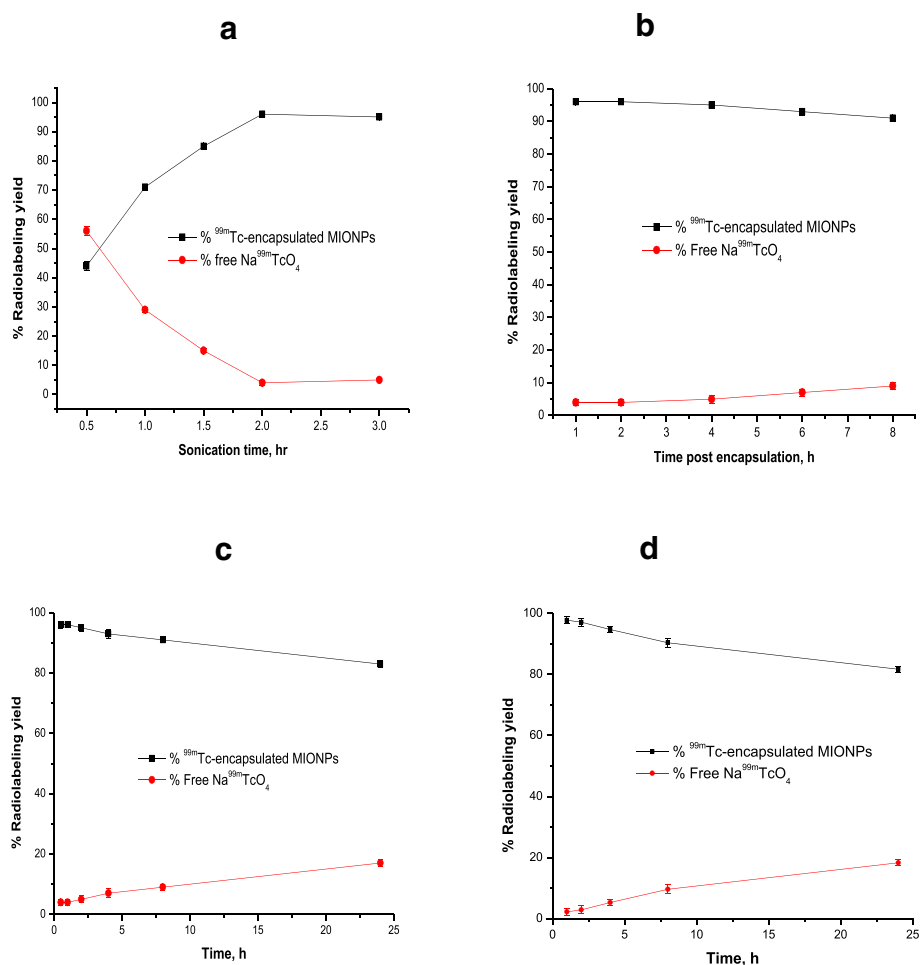 a
100
90
80
70
60
50
40
30
20
10
0
% Radiolabeling yield
% ⁹⁹ᵐTc-encapsulated MIONPs
% free Na⁹⁹ᵐTcO₄
0.5 1.0 1.5 2.0 2.5 3.0
Sonication time, hr
b
100
90
80
70
60
50
40
30
20
10
0
% Radiolabeling yield
% ⁹⁹ᵐTc-encapsulated MIONPs
% Free Na⁹⁹ᵐTcO₄
1 2 3 4 5 6 7 8
Time post encapsulation, h
c
100
80
60
40
20
0
% Radiolabeling yield
% ⁹⁹ᵐTc-encapsulated MIONPs
% Free Na⁹⁹ᵐTcO₄
0 5 10 15 20 25
Time, h
d
100
80
60
40
20
0
% Radiolabeling yield
% ⁹⁹ᵐTc-encapsulated MIONPs
% Free Na⁹⁹ᵐTcO₄
0 5 10 15 20 25
Time, h